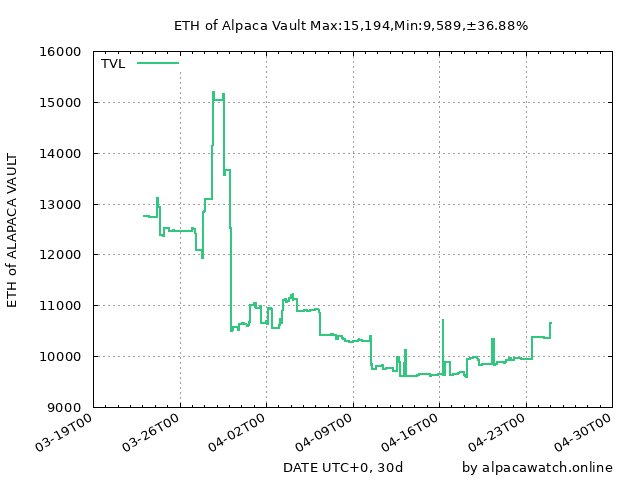 ETH of Alpaca Vault Max:15,194,Min:9,589,±36.88%
16000
TVL
15000
14000
13000
12000
11000
10000
9000
ETH of ALAPACA VAULT
03-19T00
03-26T00
04-02T00
04-09T00
04-16T00
04-23T00
04-30T00
DATE UTC+0, 30d
by alpacawatch.online